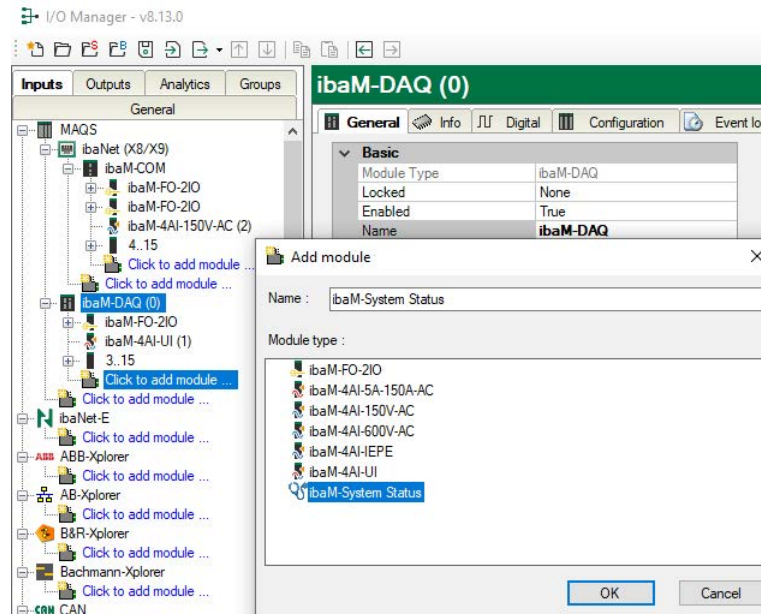 I/O Manager - v8.13.0
Inputs Outputs Analytics Groups
General
MAQS
ibaNet (X8/X9)
ibaM-COM
ibaM-FO-2IO
ibaM-FO-2IO
ibaM-4AI-150V-AC (2)
4..15
Click to add module ...
Click to add module ...
ibaM-DAQ (0)
ibaM-FO-2IO
ibaM-4AI-UI (1)
3..15
Click to add module ...
Click to add module ...
ibaNet-E
Click to add module ...
ABB ABB-Xplorer
Click to add module ...
AB-Xplorer
Click to add module ...
B&R-Xplorer
Click to add module ...
Bachmann-Xplorer
Click to add module ...
CAN CAN
ibaM-DAQ (0)
General Info Digital Configuration Event lo
Basic
Module Type ibaM-DAQ
Locked None
Enabled True
Name ibaM-DAQ
Add module
Name : ibaM-System Status
Module type :
ibaM-FO-2IO
ibaM-4AI-5A-150A-AC
ibaM-4AI-150V-AC
ibaM-4AI-600V-AC
ibaM-4AI-IEPE
ibaM-4AI-UI
ibaM-System Status
OK Cancel